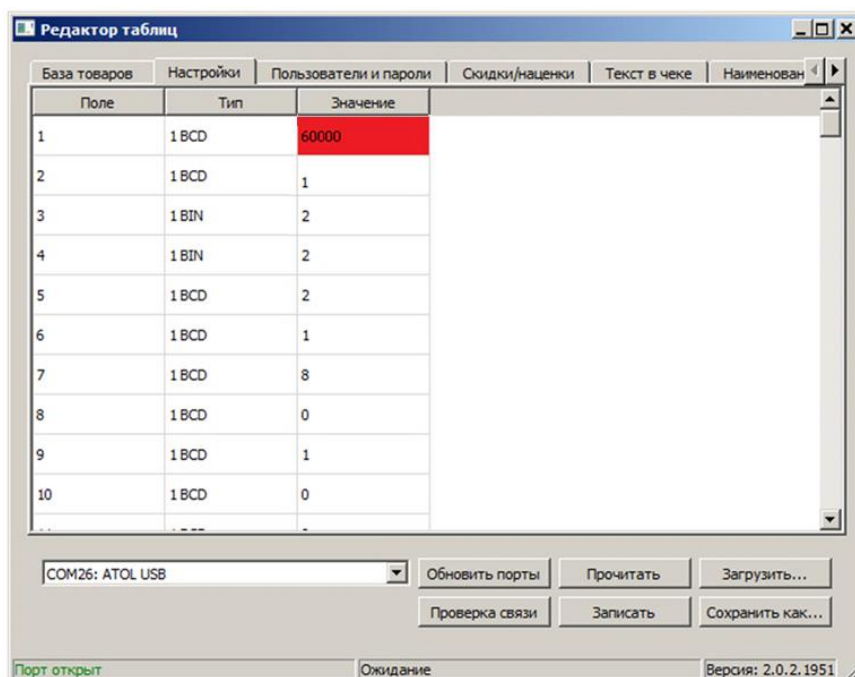 Редактор таблиц
База товаров Настройки Пользователи и пароли Скидки/наценки Текст в чеке Наименован
Поле Тип Значение
1 1 BCD 60000
2 1 BCD 1
3 1 BIN 2
4 1 BIN 2
5 1 BCD 2
6 1 BCD 1
7 1 BCD 8
8 1 BCD 0
9 1 BCD 1
10 1 BCD 0
COM26: ATOL USB Обновить порты Прочитать Загрузить...
Проверка связи Записать Сохранить как...
Порт открыт Ожидание Версия: 2.0.2.1951